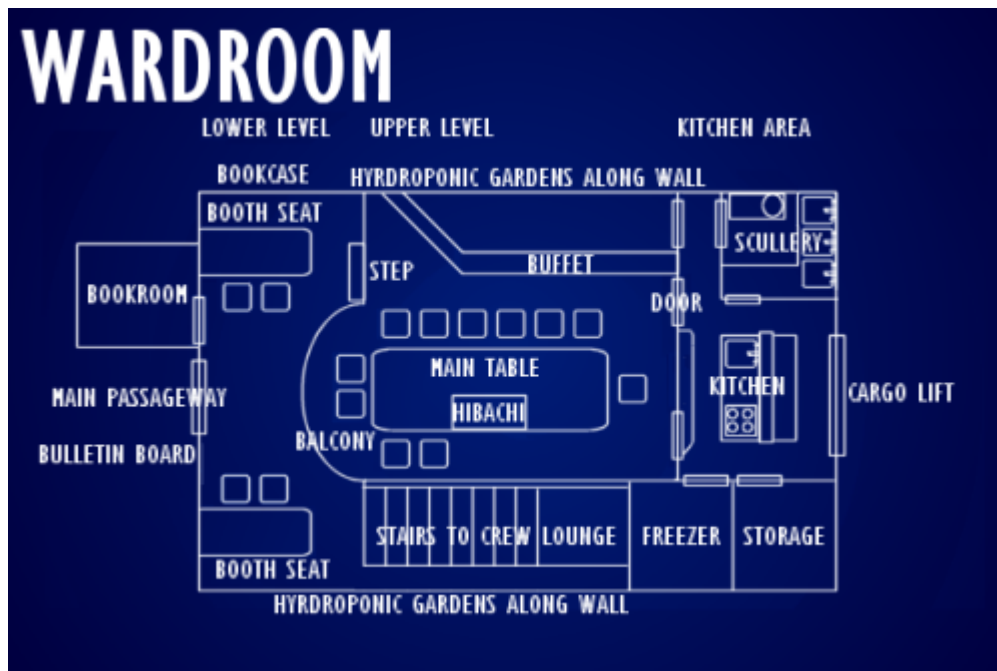 WARDROOM
LOWER LEVEL
UPPER LEVEL
KITCHEN AREA
BOOKCASE
HYRDROPONIC GARDENS ALONG WALL
BOOTH SEAT
SCULLERY
STEP
BUFFET
BOOKROOM
DOOR
MAIN TABLE
KITCHEN
MAIN PASSAGEWAY
CARGO LIFT
HIBACHI
BALCONY
BULLETIN BOARD
STAIRS TO CREW LOUNGE
FREEZER
STORAGE
BOOTH SEAT
HYRDROPONIC GARDENS ALONG WALL